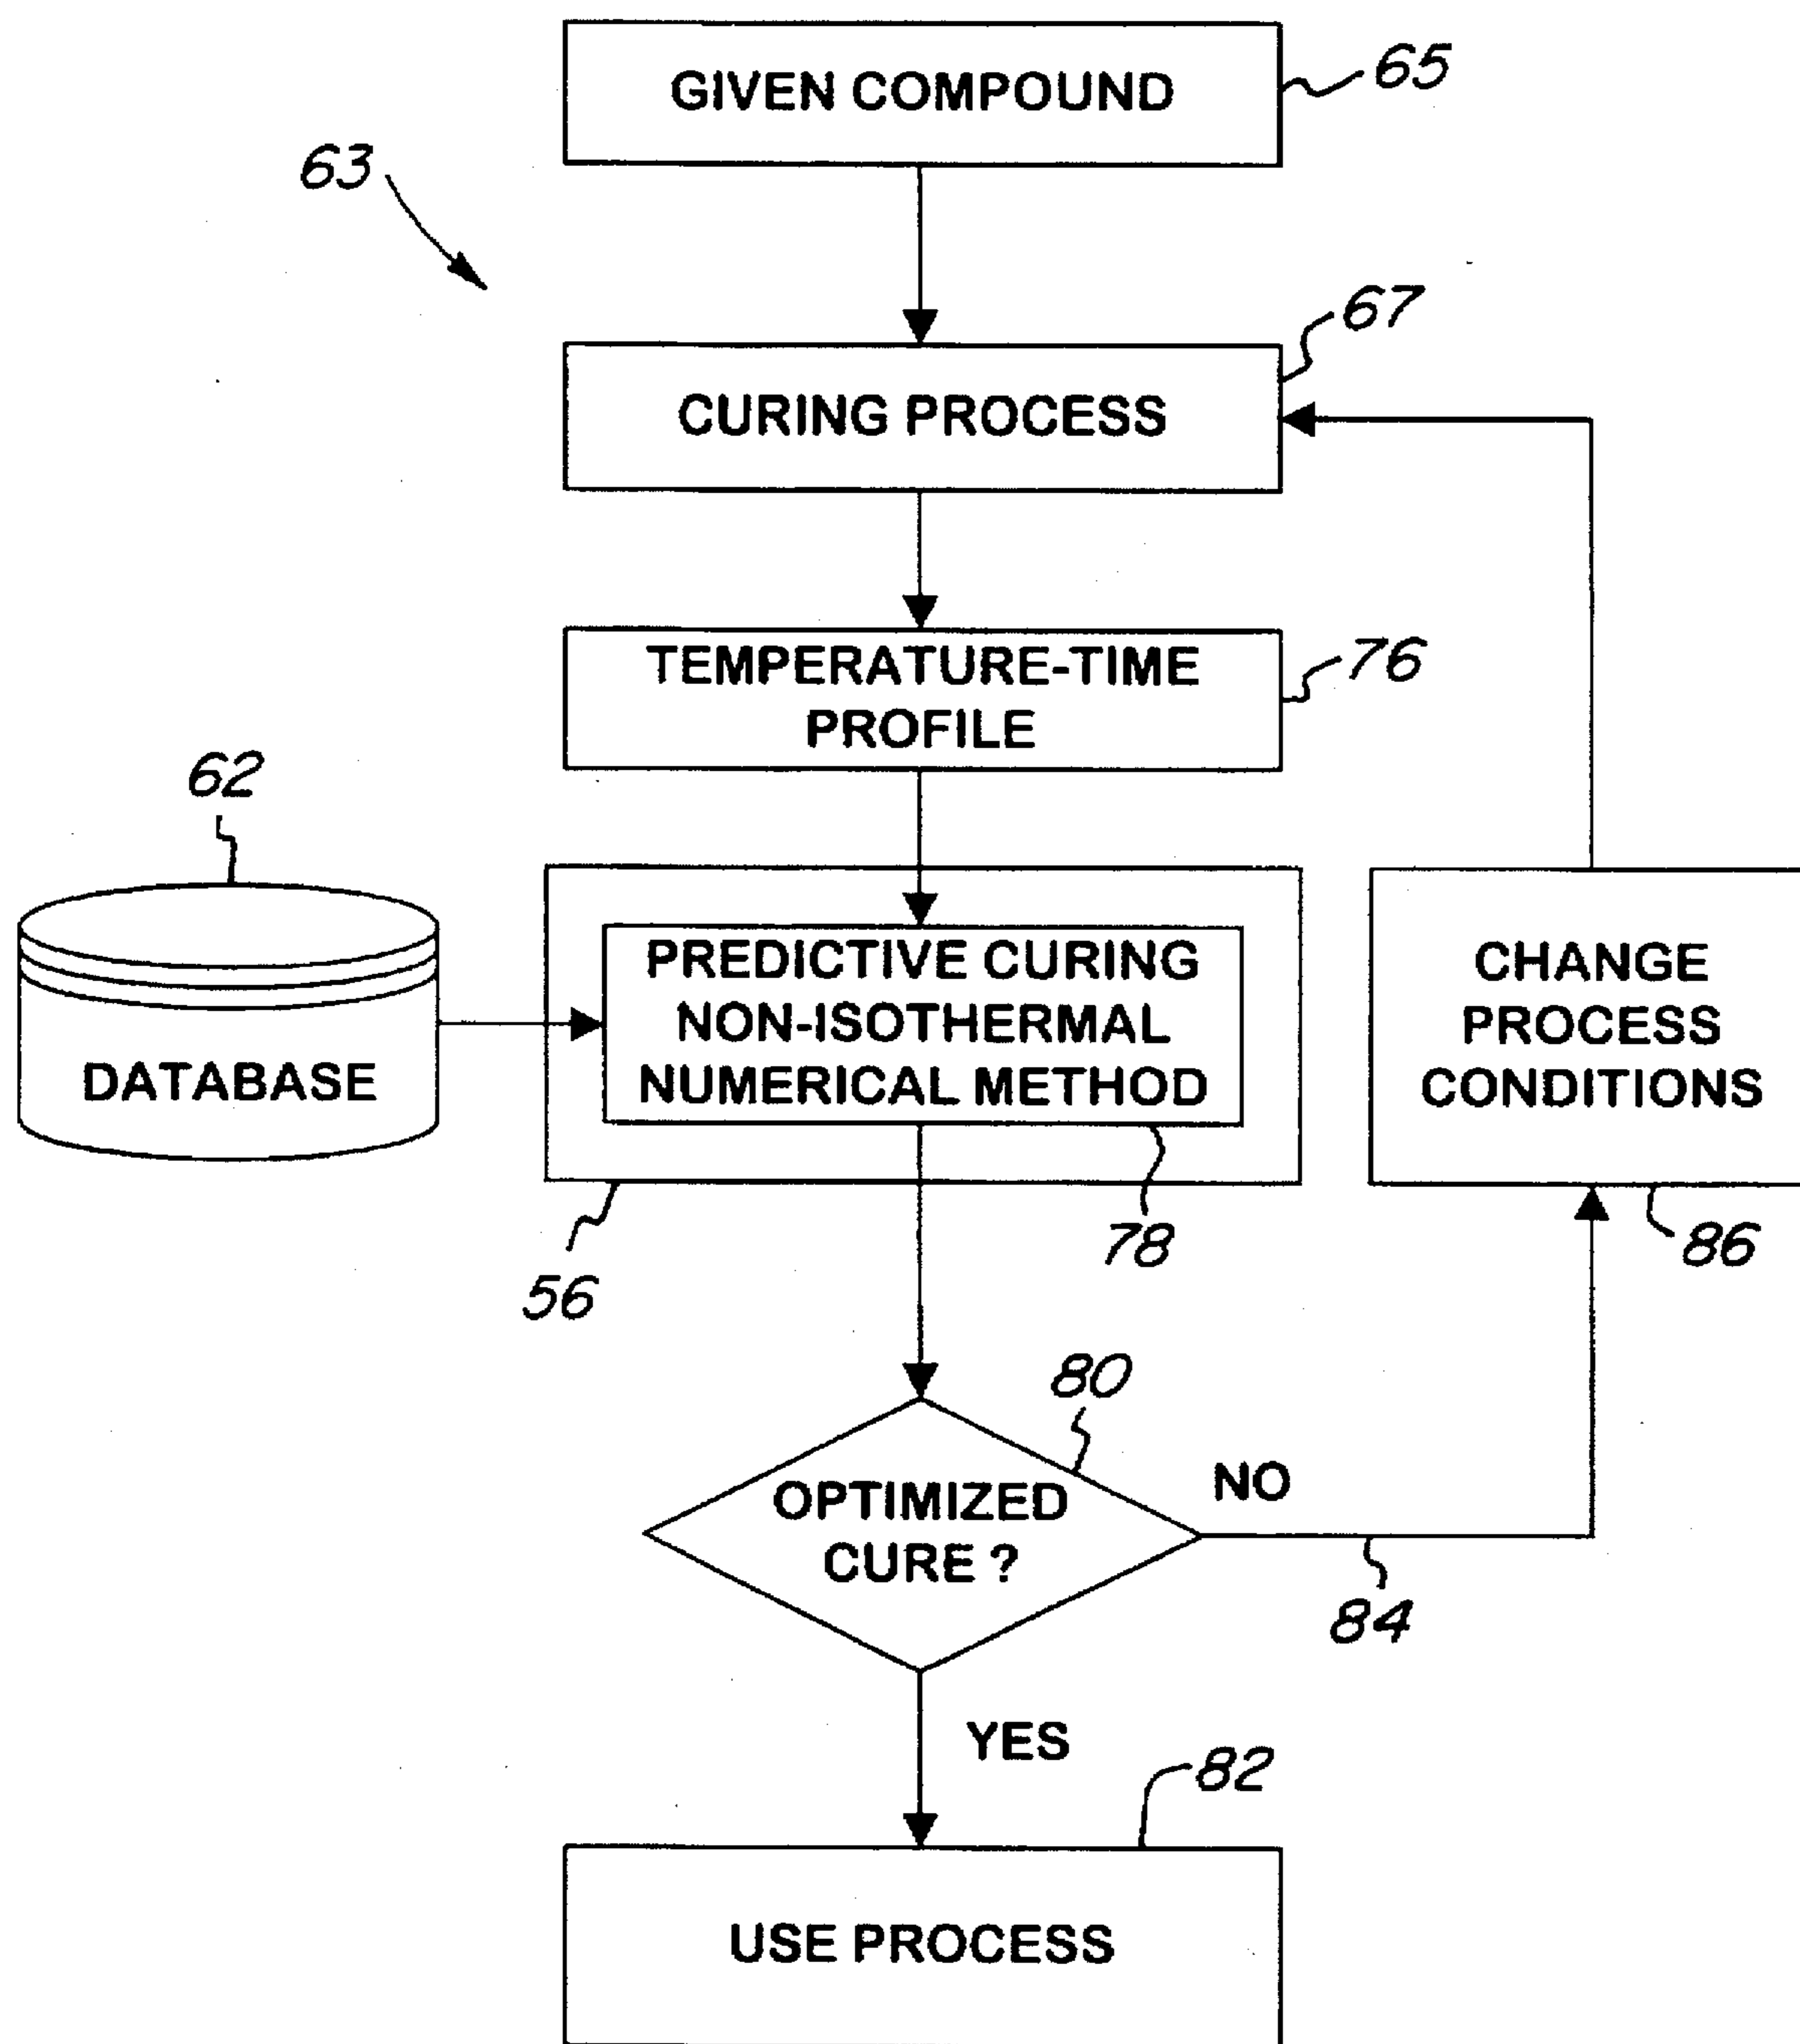 GIVEN COMPOUND
65
63
67
CURING PROCESS
TEMPERATURE-TIME
PROFILE
76
62
DATABASE
PREDICTIVE CURING
NON-ISOTHERMAL
NUMERICAL METHOD
CHANGE
PROCESS
CONDITIONS
78
86
56
80
OPTIMIZED
CURE ?
NO
84
YES
82
USE PROCESS